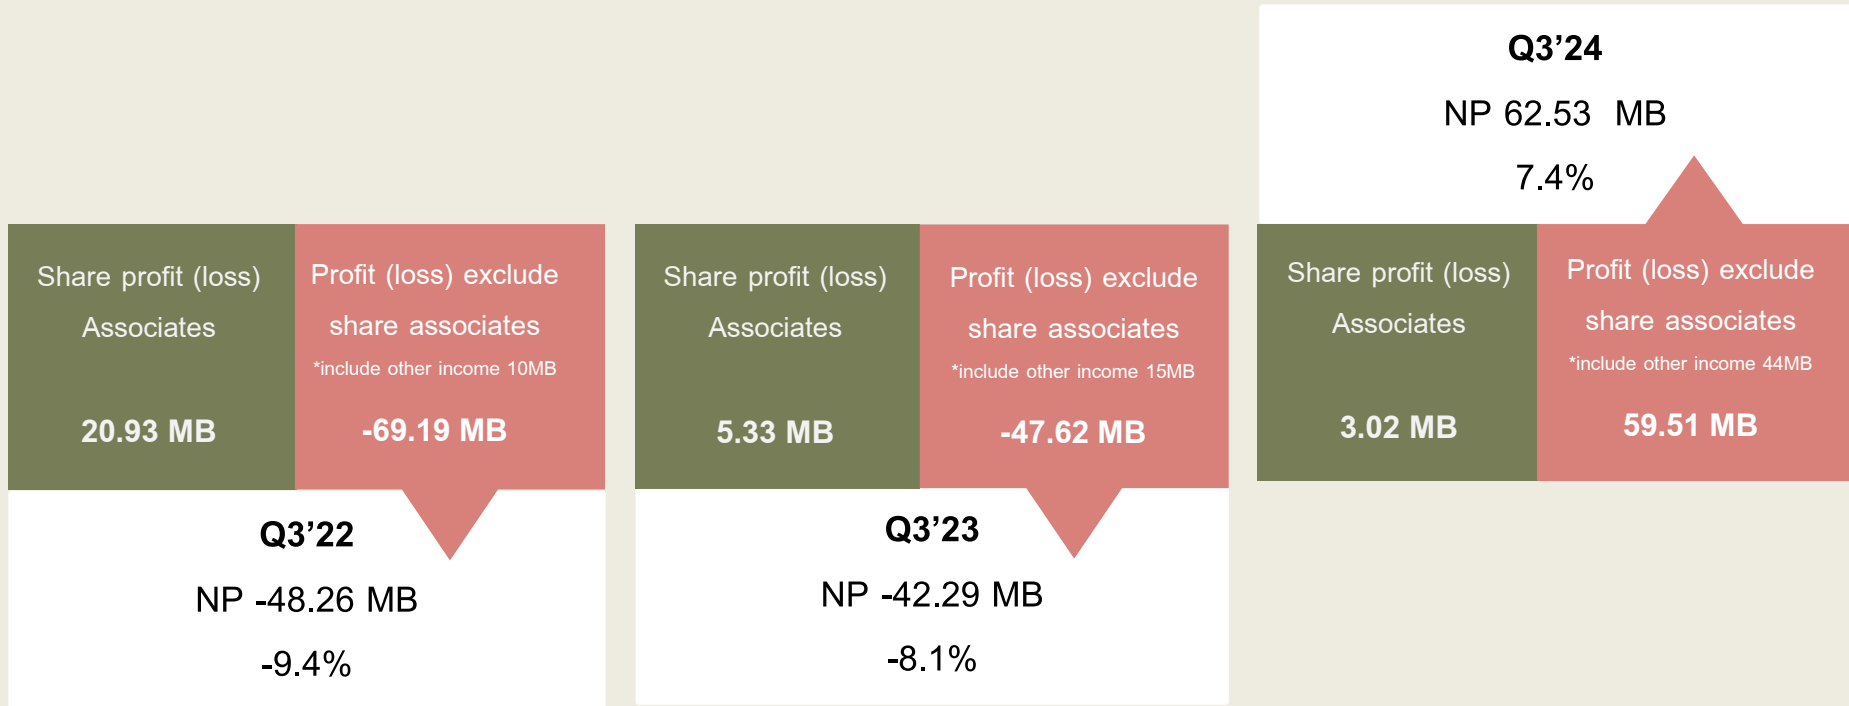 Share profit (loss)
Associates
20.93 MB
Profit (loss) exclude
share associates
*include other income 10MB
-69.19 MB
Q3’22
NP -48.26 MB
-9.4%
Share profit (loss)
Associates
5.33 MB
Profit (loss) exclude
share associates
*include other income 15MB
-47.62 MB
Q3’23
NP -42.29 MB
-8.1%
Q3’24
NP 62.53 MB
7.4%
Share profit (loss)
Associates
3.02 MB
Profit (loss) exclude
share associates
*include other income 44MB
59.51 MB